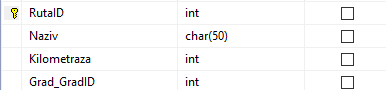 RutaID int
Naziv char(50)
Kilometraza int
Grad_GradID int